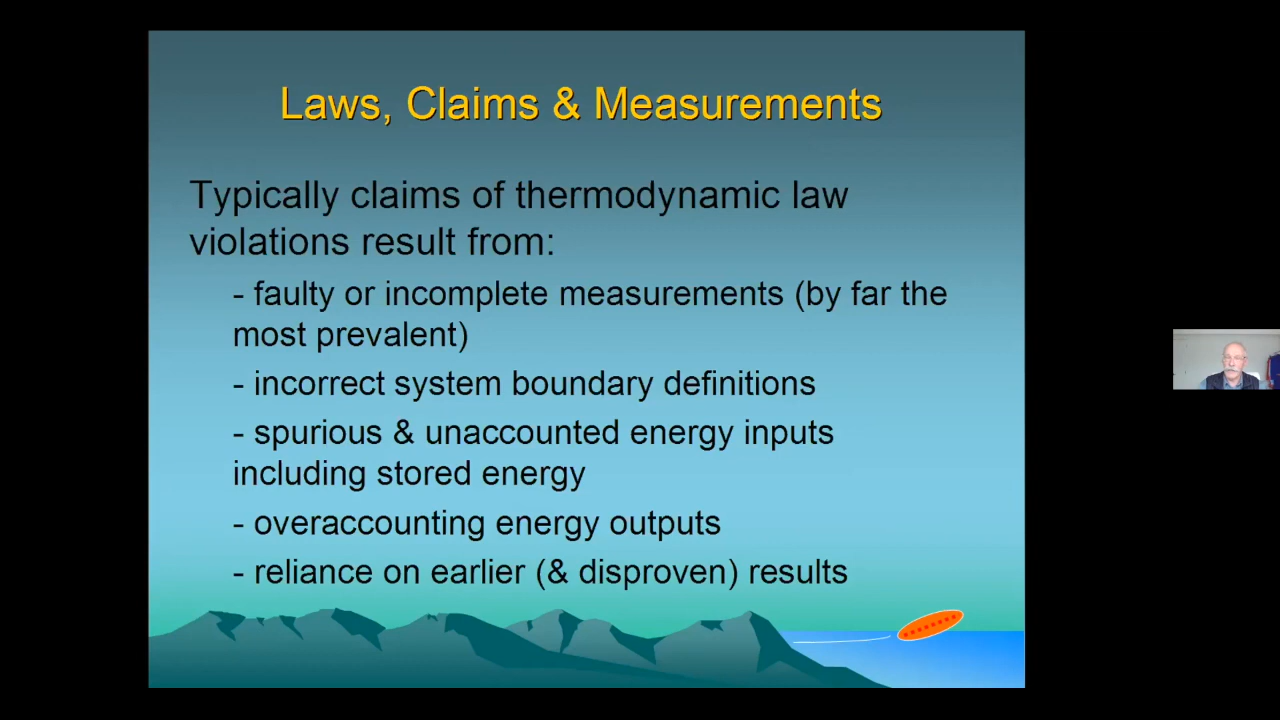 Laws, Claims & Measurements
Typically claims of thermodynamic law
violations result from:
- faulty or incomplete measurements (by far the
most prevalent)
- incorrect system boundary definitions
- spurious & unaccounted energy inputs
including stored energy
- overaccounting energy outputs
- reliance on earlier (& disproven) results